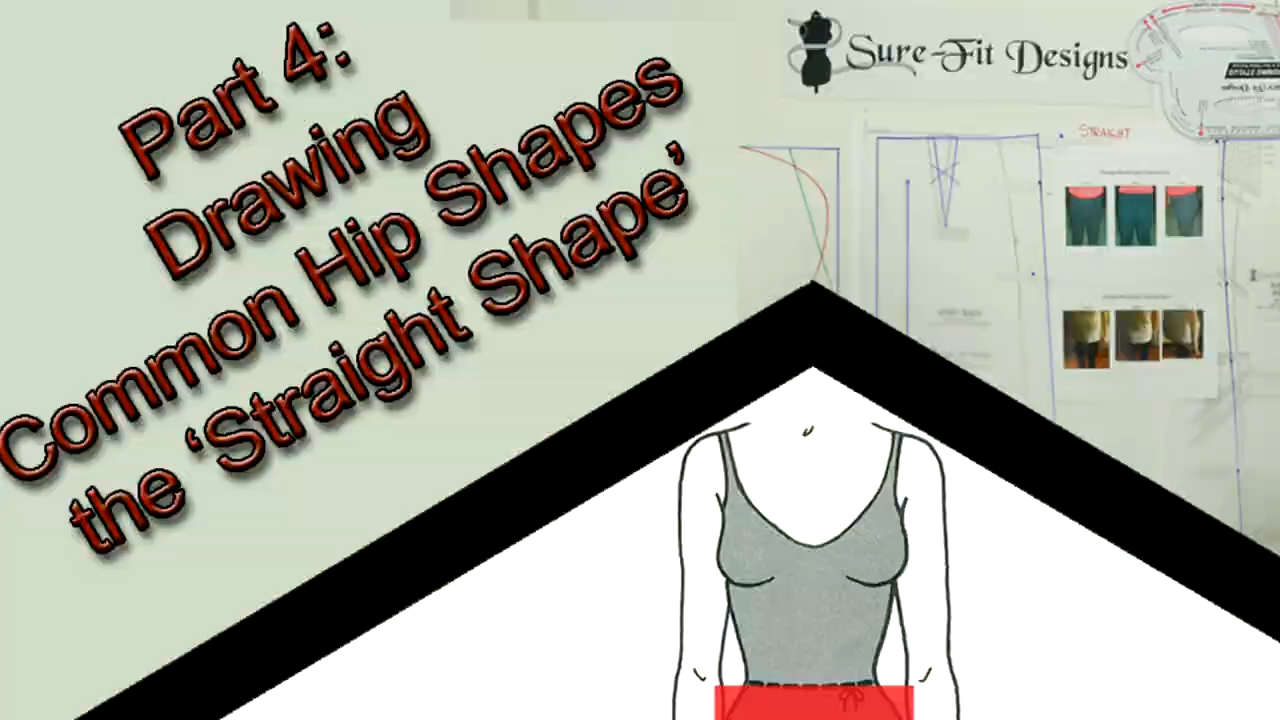 Part 4:
Drawing
Common Hip Shapes
the ‘Straight Shape’
Sure-Fit Designs
STRAIGHT